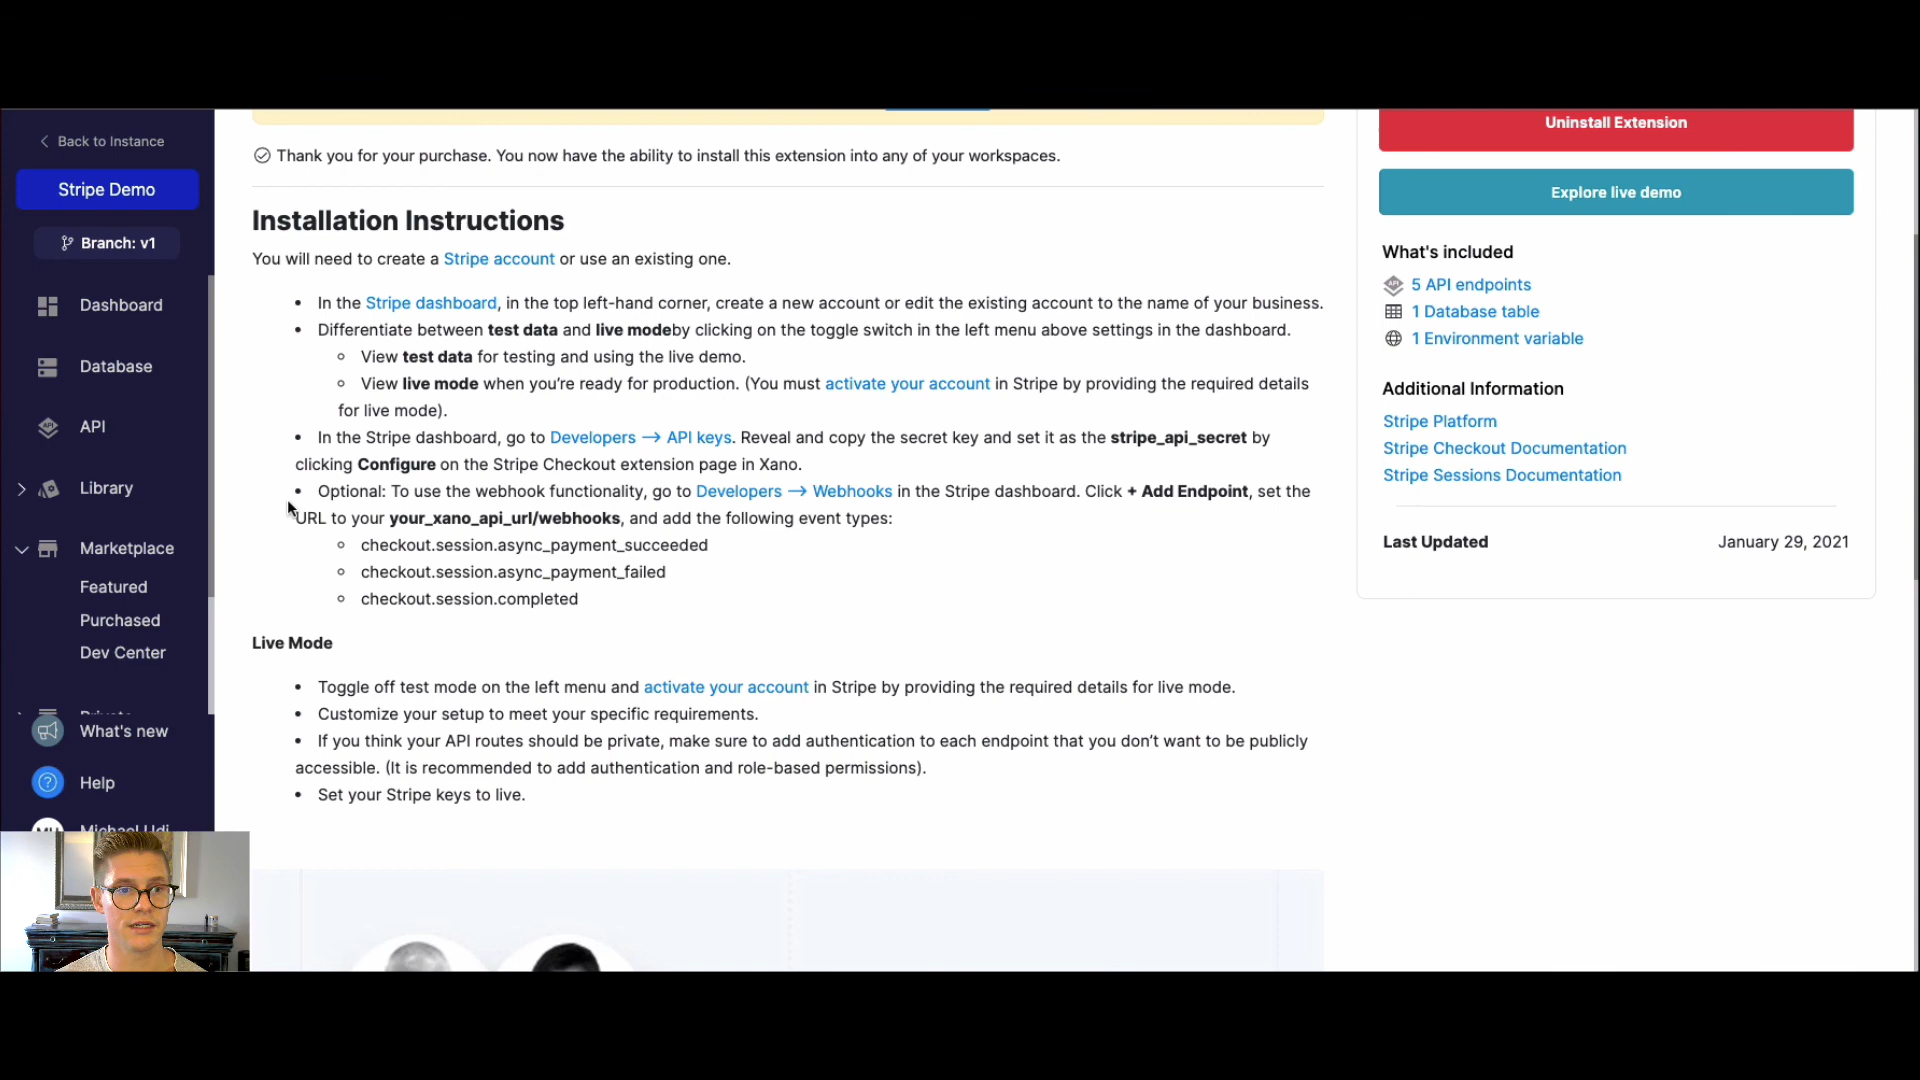 Back to Instance
Stripe Demo
Branch: v1
Dashboard
Database
API
Library
Marketplace
Featured
Purchased
Dev Center
What's new
Help
Thank you for your purchase. You now have the ability to install this extension into any of your workspaces.
Installation Instructions
You will need to create a Stripe account or use an existing one.
• In the Stripe dashboard, in the top left-hand corner, create a new account or edit the existing account to the name of your business.
• Differentiate between test data and live modeby clicking on the toggle switch in the left menu above settings in the dashboard.
◦ View test data for testing and using the live demo.
◦ View live mode when you’re ready for production. (You must activate your account in Stripe by providing the required details
for live mode).
• In the Stripe dashboard, go to Developers → API keys. Reveal and copy the secret key and set it as the stripe_api_secret by
clicking Configure on the Stripe Checkout extension page in Xano.
• Optional: To use the webhook functionality, go to Developers → Webhooks in the Stripe dashboard. Click + Add Endpoint, set the
URL to your your_xano_api_url/webhooks, and add the following event types:
◦ checkout.session.async_payment_succeeded
◦ checkout.session.async_payment_failed
◦ checkout.session.completed
Live Mode
• Toggle off test mode on the left menu and activate your account in Stripe by providing the required details for live mode.
• Customize your setup to meet your specific requirements.
• If you think your API routes should be private, make sure to add authentication to each endpoint that you don’t want to be publicly
accessible. (It is recommended to add authentication and role-based permissions).
• Set your Stripe keys to live.
Uninstall Extension
Explore live demo
What's included
5 API endpoints
1 Database table
1 Environment variable
Additional Information
Stripe Platform
Stripe Checkout Documentation
Stripe Sessions Documentation
Last Updated January 29, 2021